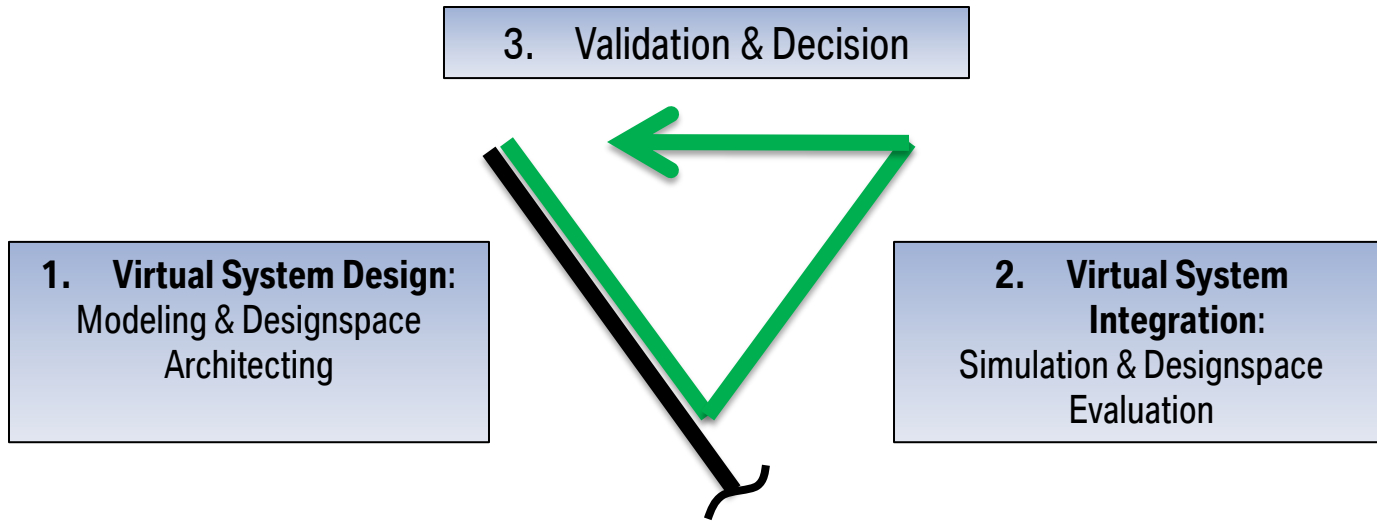 3. Validation & Decision
1. Virtual System Design:
Modeling & Designspace
Architecting
2. Virtual System
Integration:
Simulation & Designspace
Evaluation